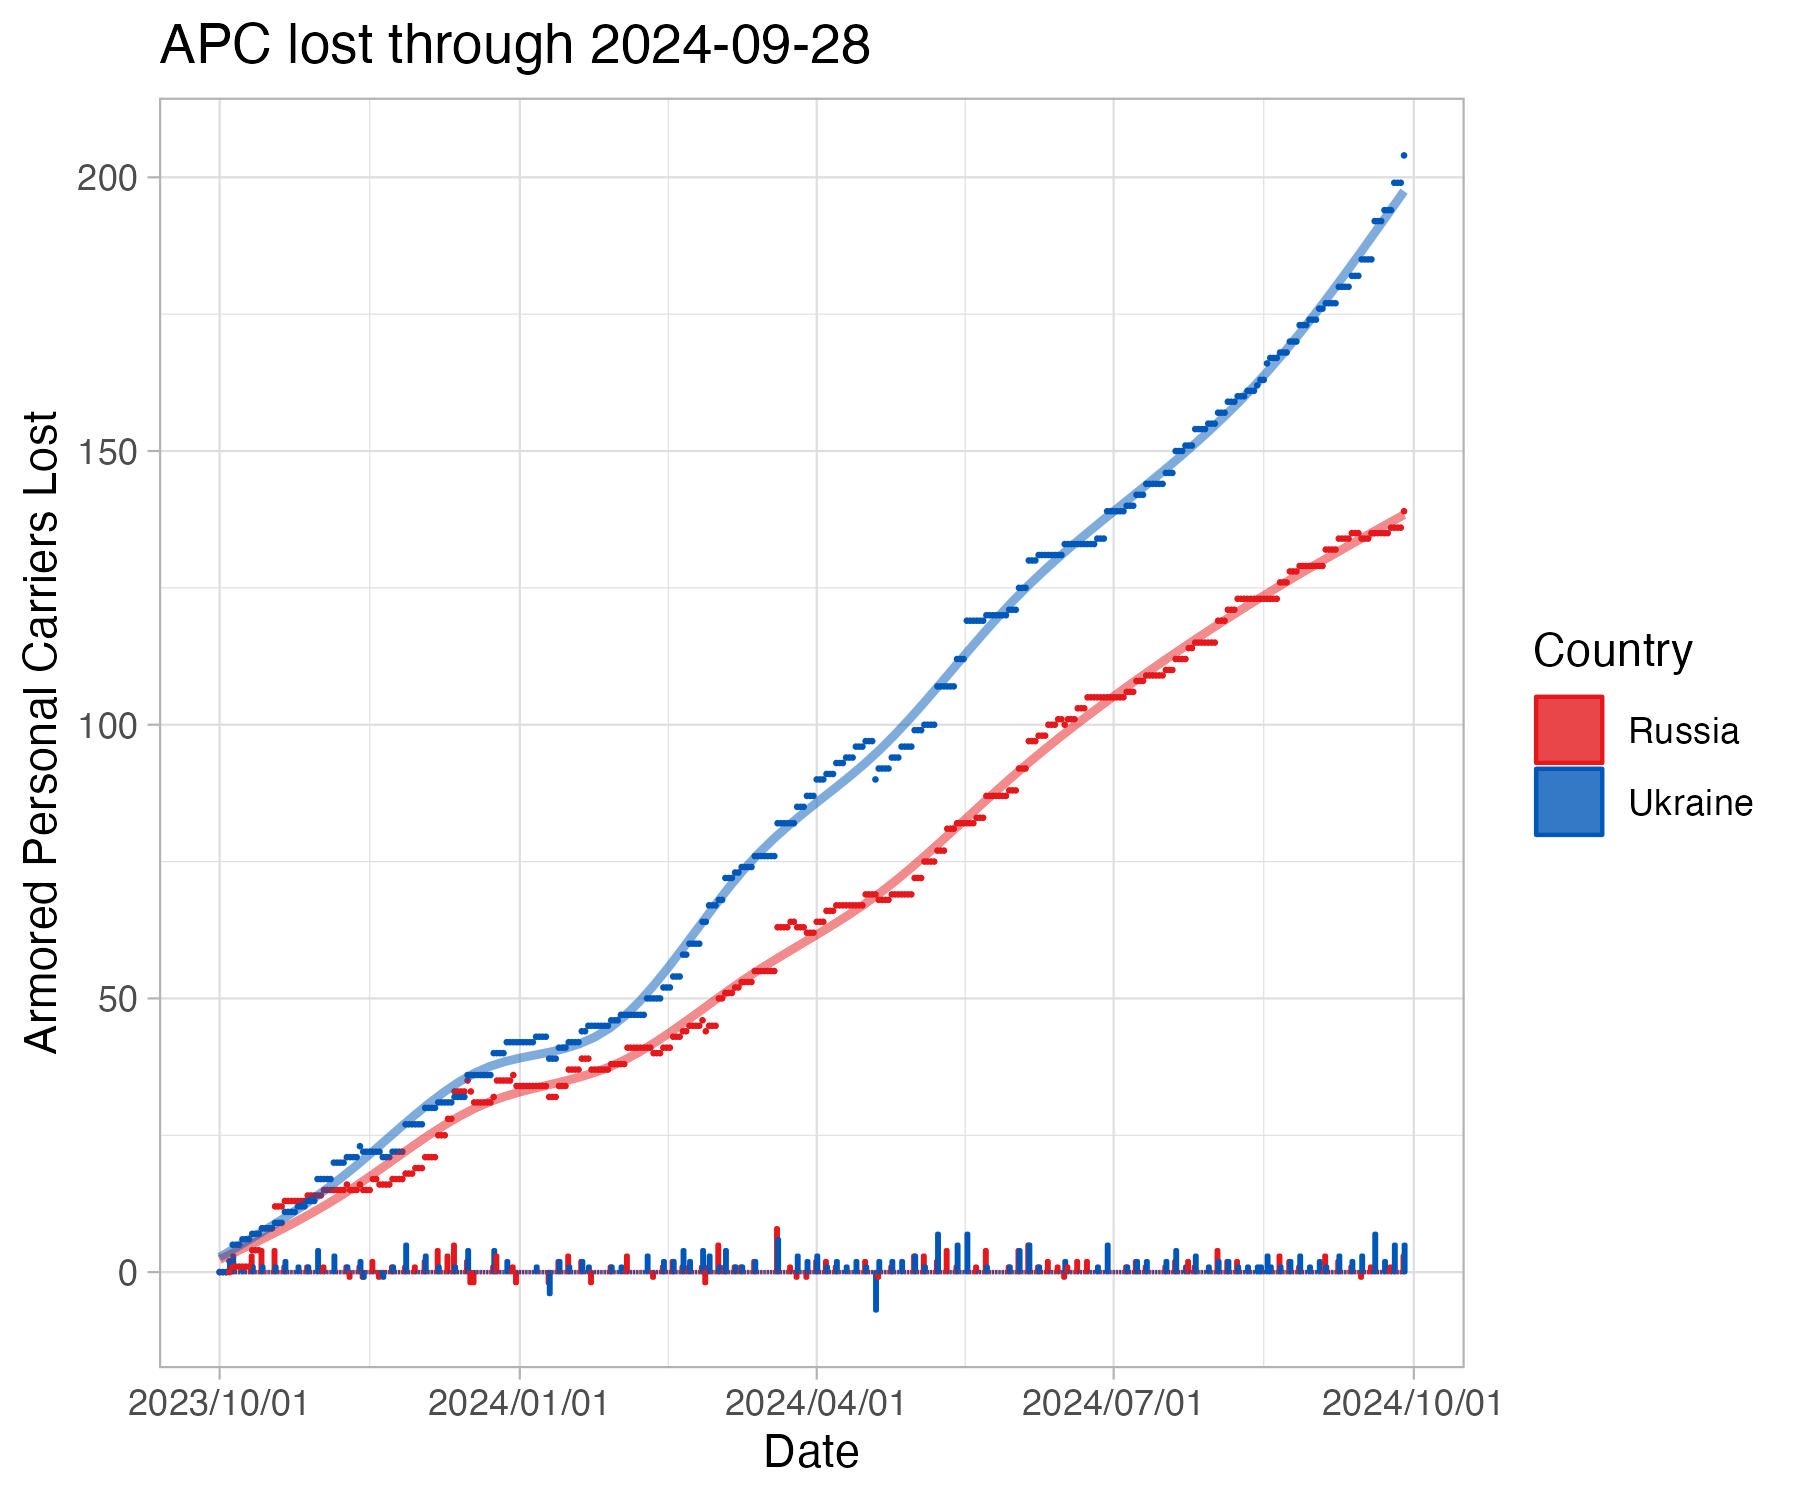 APC lost through 2024-09-28
Armored Personal Carriers Lost
200
150
100
50
0
2023/10/01
2024/01/01
2024/04/01
2024/07/01
2024/10/01
Date
Country
Russia
Ukraine